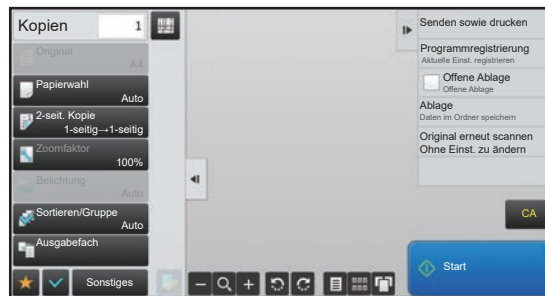 Kopien
1
Original
A4
Papierwahl
Auto
2-seit. Kopie
1-seitig→1-seitig
Zoomfaktor
100%
Belichtung
Auto
Sortieren/Gruppe
Auto
Ausgabefach
Sonstiges
Senden sowie drucken
Programmregistrierung
Aktuelle Einst. registrieren
Offene Ablage
Offene Ablage
Ablage
Daten im Ordner speichern
Original erneut scannen
Ohne Einst. zu ändern
CA
Start